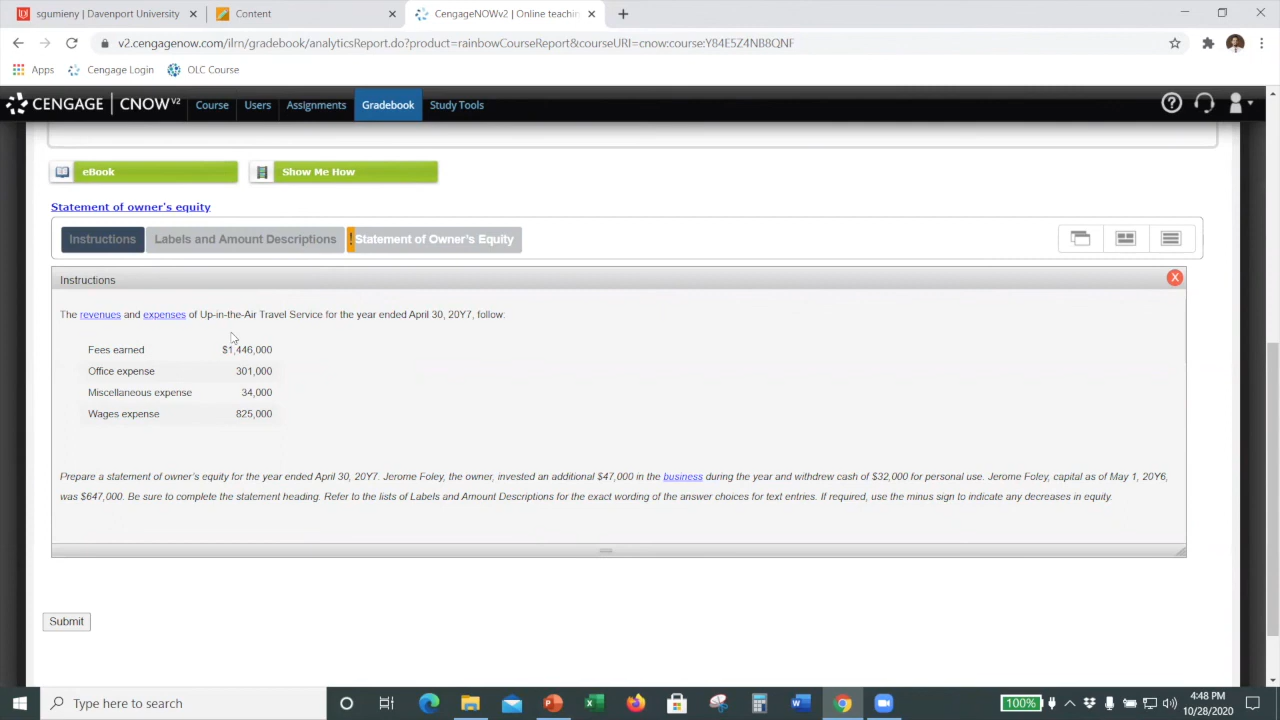 sgumieny | Davenport University
Content
CengageNOWv2 | Online teachin
v2.cengagenow.com/ilrn/gradebook/analyticsReport.do?product=rainbowCourseReport&courseURI=cnow:course:Y84E5Z4NB8QNF
Apps Cengage Login OLC Course
CENGAGE | CNOWV2 Course Users Assignments Gradebook Study Tools
eBook Show Me How
Statement of owner's equity
Instructions Labels and Amount Descriptions ! Statement of Owner's Equity
Instructions X
The revenues and expenses of Up-in-the-Air Travel Service for the year ended April 30, 20Y7, follow:
Fees earned $1,446,000
Office expense 301,000
Miscellaneous expense 34,000
Wages expense 825,000
Prepare a statement of owner's equity for the year ended April 30, 20Y7. Jerome Foley, the owner, invested an additional $47,000 in the business during the year and withdrew cash of $32,000 for personal use. Jerome Foley, capital as of May 1, 20Y6,
was $647,000. Be sure to complete the statement heading. Refer to the lists of Labels and Amount Descriptions for the exact wording of the answer choices for text entries. If required, use the minus sign to indicate any decreases in equity.
Submit
Type here to search
100%
4:48 PM
10/28/2020